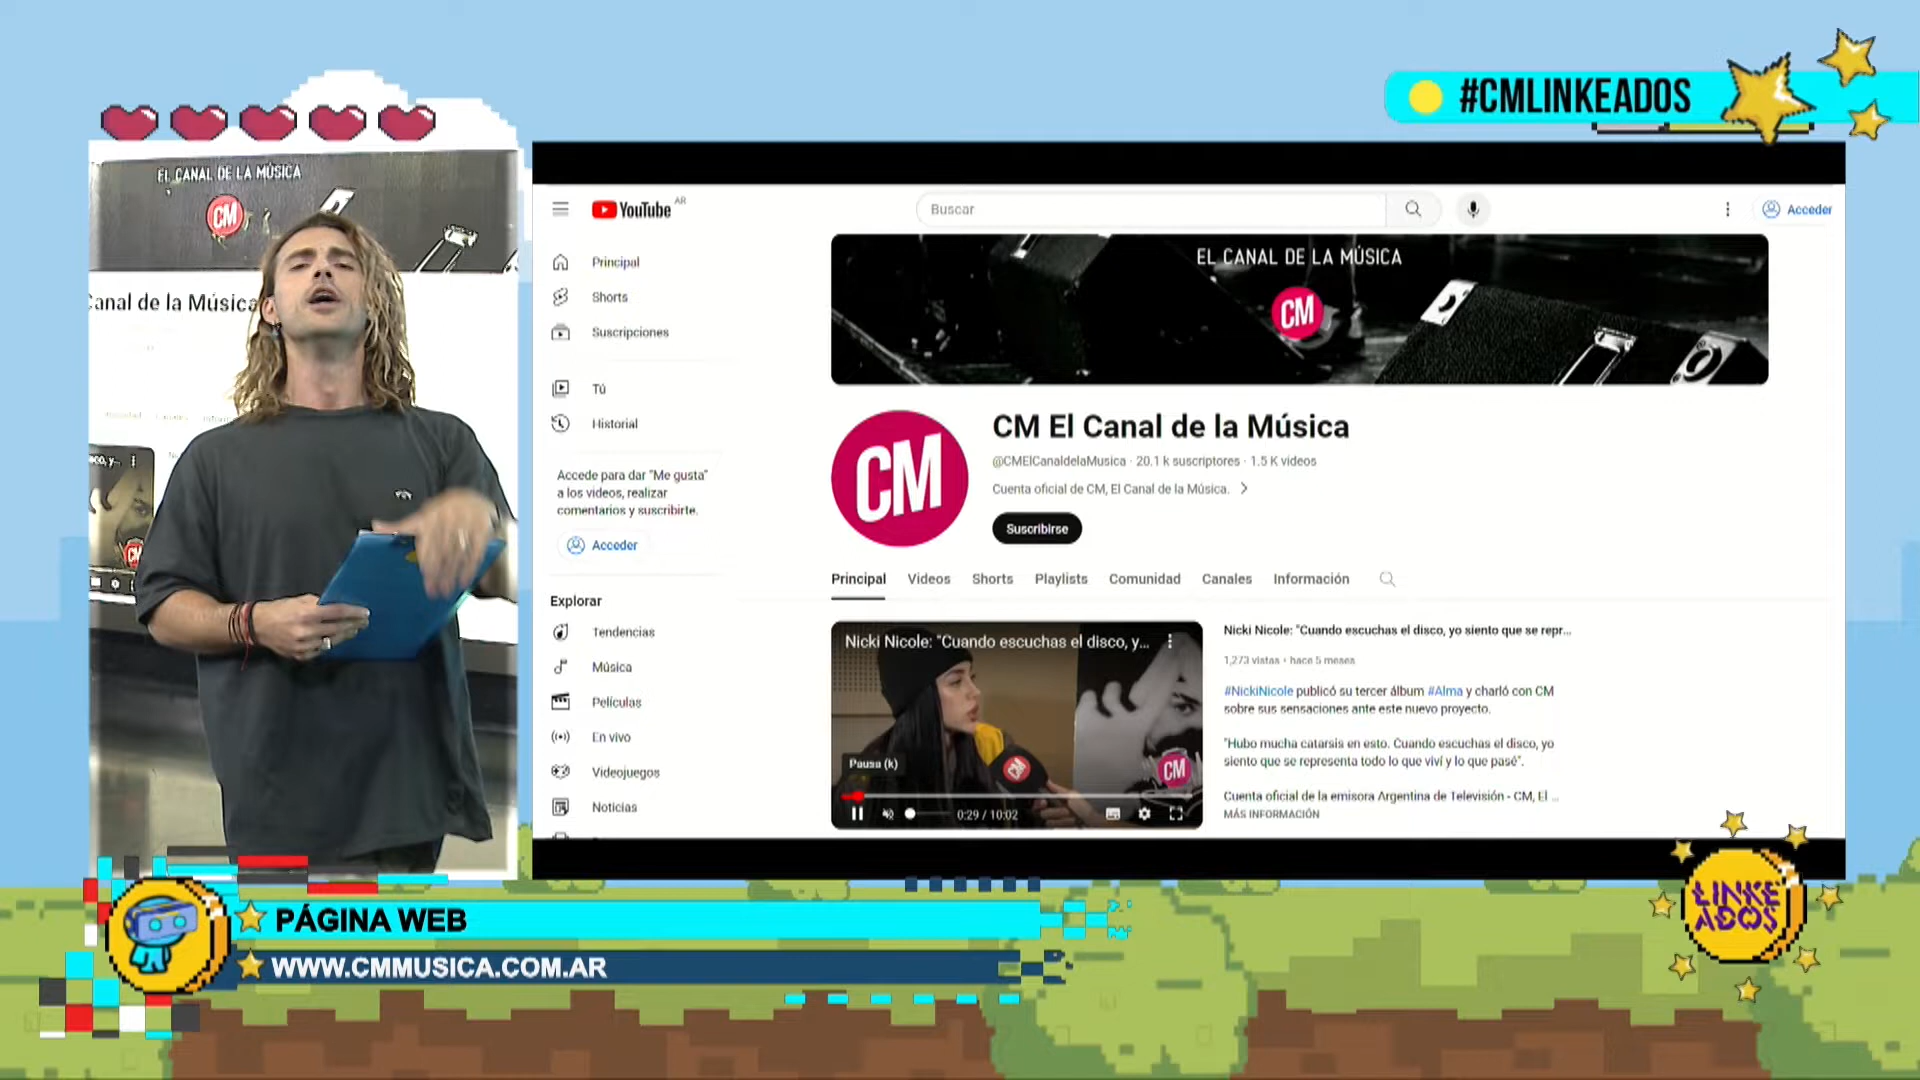 #CMLINKEADOS
EL CANAL DE LA MÚSICA
CM
Canal de la Música
YouTube AR
Buscar
Acceder
Principal
Shorts
Suscripciones
Tú
Historial
Accede para dar "Me gusta"
a los videos, realizar
comentarios y suscribirte.
Acceder
Explorar
Tendencias
Música
Películas
En vivo
Videojuegos
Noticias
EL CANAL DE LA MÚSICA
CM
CM
CM El Canal de la Música
@CMElCanaldelaMusica · 20.1 k suscriptores · 1.5 K videos
Cuenta oficial de CM, El Canal de la Música.
Suscribirse
Principal Videos Shorts Playlists Comunidad Canales Información
Nicki Nicole: "Cuando escuchas el disco, y...
Pausa (k)
CM
CM
0:29 / 10:02
Nicki Nicole: "Cuando escuchas el disco, yo siento que se repr...
1,273 vistas • hace 5 meses
#NickiNicole publicó su tercer álbum #Alma y charló con CM
sobre sus sensaciones ante este nuevo proyecto.
"Hubo mucha catarsis en esto. Cuando escuchas el disco, yo
siento que se representa todo lo que viví y lo que pasé".
Cuenta oficial de la emisora Argentina de Televisión - CM, El ...
MÁS INFORMACIÓN
PÁGINA WEB
WWW.CMMUSICA.COM.AR
LINKE
ADOS